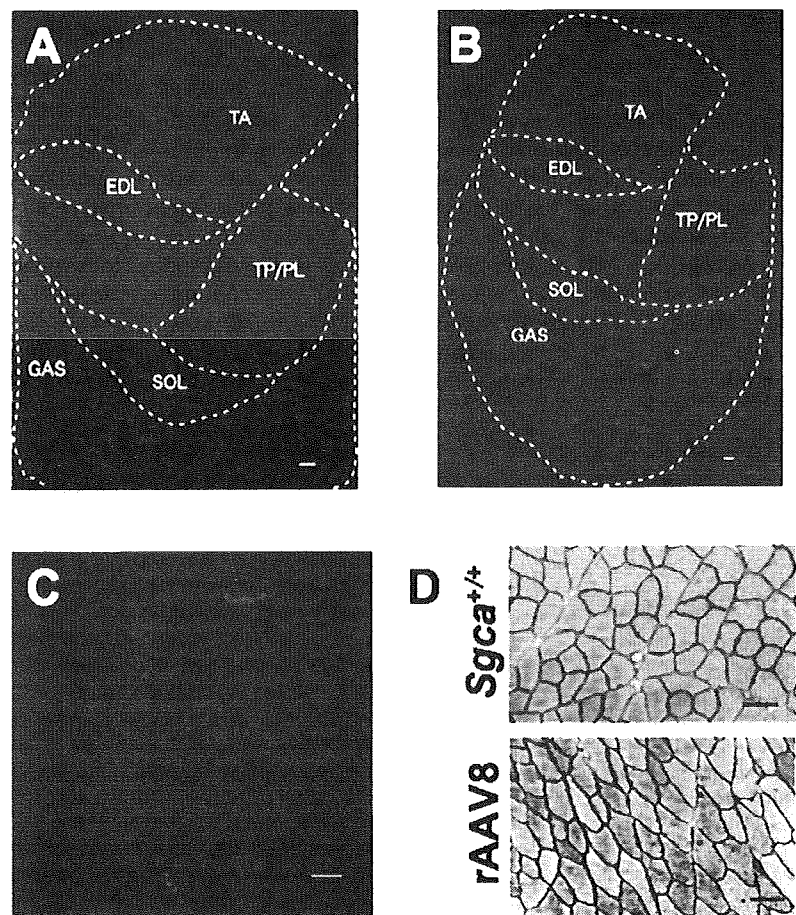 A
TA
EDL
TP/PL
GAS
SOL
B
TA
EDL
TP/PL
SOL
GAS
C
D
Sgca+/+
rAAV8